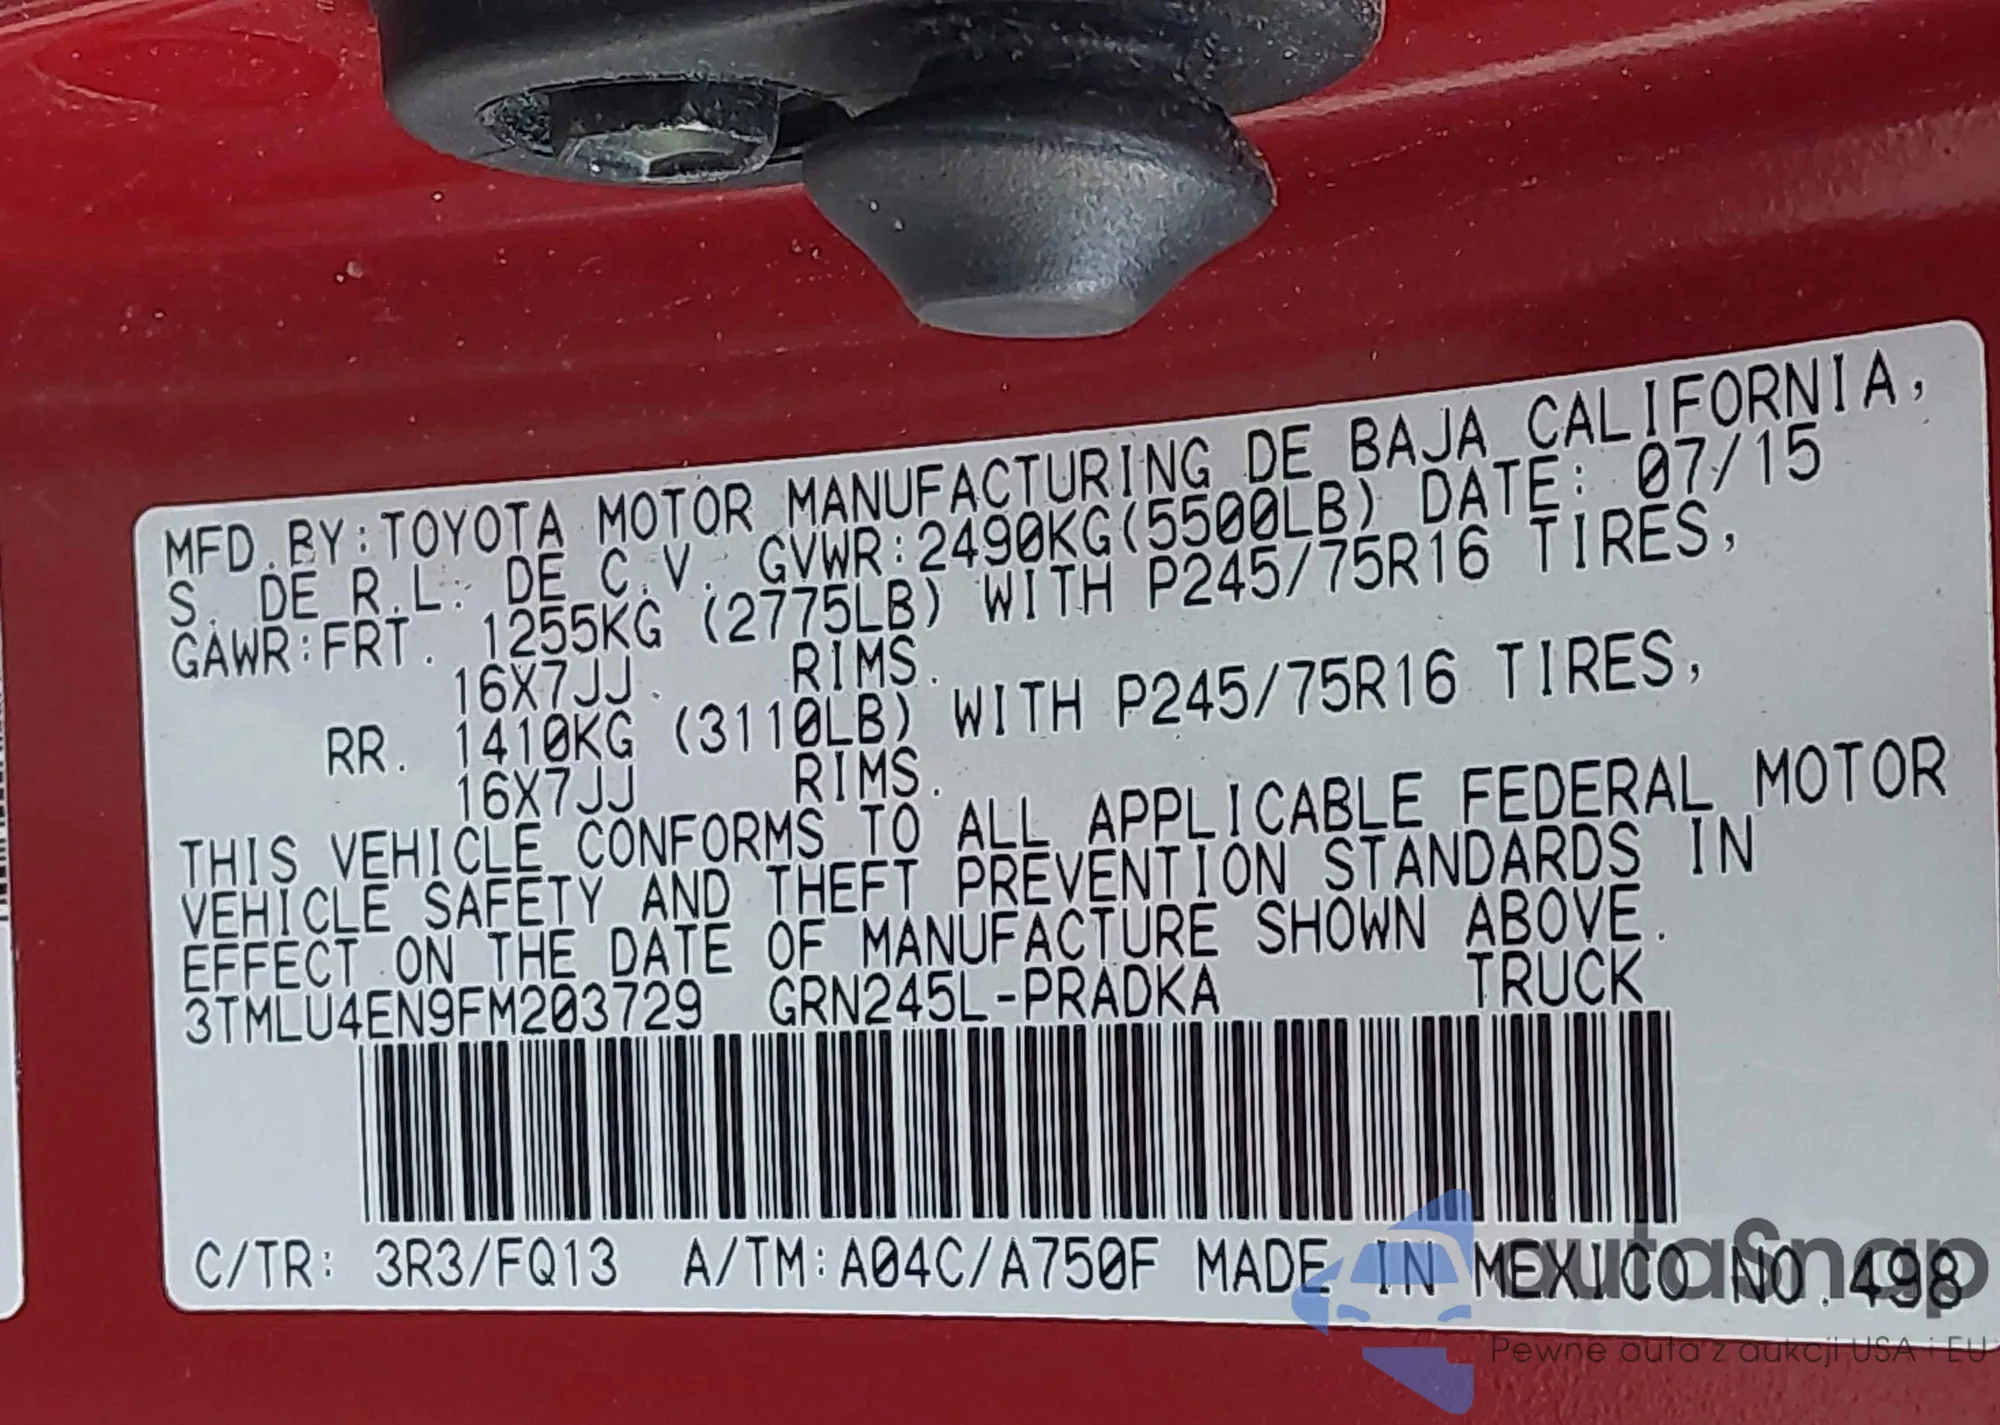 MFD.BY:TOYOTA MOTOR MANUFACTURING DE BAJA CALIFORNIA,
S. DE R.L. DE C.V. GVWR:2490KG(5500LB) DATE: 07/15
GAWR:FRT. 1255KG (2775LB) WITH P245/75R16 TIRES,
16X7JJ RIMS.
RR. 1410KG (3110LB) WITH P245/75R16 TIRES,
16X7JJ RIMS.
THIS VEHICLE CONFORMS TO ALL APPLICABLE FEDERAL MOTOR
VEHICLE SAFETY AND THEFT PREVENTION STANDARDS IN
EFFECT ON THE DATE OF MANUFACTURE SHOWN ABOVE.
3TMLU4EN9FM203729 GRN245L-PRADKA TRUCK
C/TR: 3R3/FQ13 A/TM:A04C/A750F MADE IN MEXICO NO.498
autaSnap
Pewne auta z aukcji USA i EU